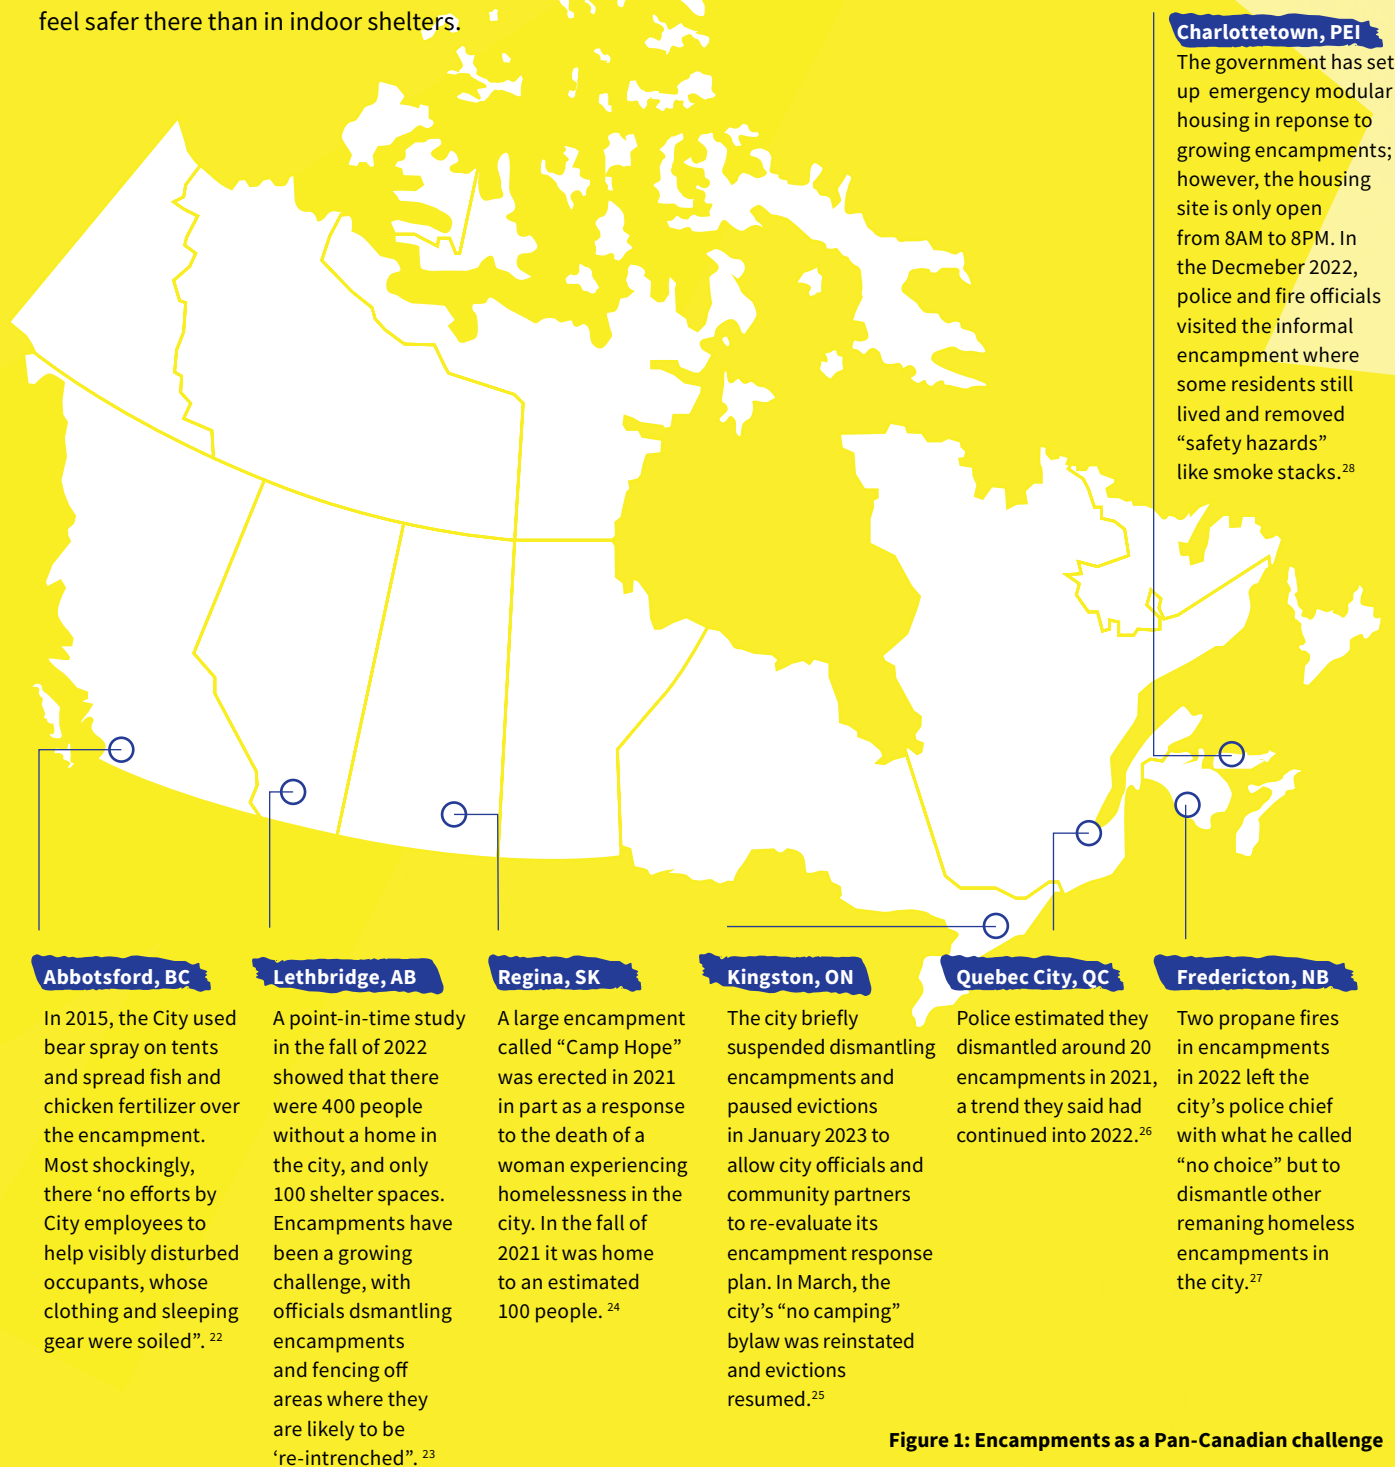 feel safer there than in indoor shelters.
Charlottetown, PEI
The government has set
up emergency modular
housing in reponse to
growing encampments;
however, the housing
site is only open
from 8AM to 8PM. In
the Decmeber 2022,
police and fire officials
visited the informal
encampment where
some residents still
lived and removed
“safety hazards”
like smoke stacks.28
Abbotsford, BC
In 2015, the City used
bear spray on tents
and spread fish and
chicken fertilizer over
the encampment.
Most shockingly,
there ‘no efforts by
City employees to
help visibly disturbed
occupants, whose
clothing and sleeping
gear were soiled”. 22
Lethbridge, AB
A point-in-time study
in the fall of 2022
showed that there
were 400 people
without a home in
the city, and only
100 shelter spaces.
Encampments have
been a growing
challenge, with
officials dsmantling
encampments
and fencing off
areas where they
are likely to be
‘re-intrenched”. 23
Regina, SK
A large encampment
called “Camp Hope”
was erected in 2021
in part as a response
to the death of a
woman experiencing
homelessness in the
city. In the fall of
2021 it was home
to an estimated
100 people. 24
Kingston, ON
The city briefly
suspended dismantling
encampments and
paused evictions
in January 2023 to
allow city officials and
community partners
to re-evaluate its
encampment response
plan. In March, the
city’s “no camping”
bylaw was reinstated
and evictions
resumed.25
Quebec City, QC
Police estimated they
dismantled around 20
encampments in 2021,
a trend they said had
continued into 2022.26
Fredericton, NB
Two propane fires
in encampments
in 2022 left the
city’s police chief
with what he called
“no choice” but to
dismantle other
remaning homeless
encampments in
the city.27
Figure 1: Encampments as a Pan-Canadian challenge